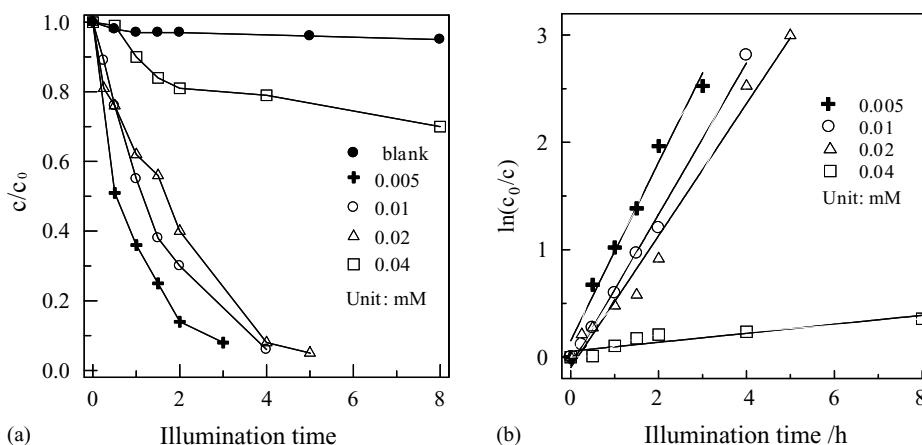 1.0
0.8
0.6
0.4
0.2
0.0
c/c₀
blank
0.005
0.01
0.02
0.04
Unit: mM
0 2 4 6 8
(a) Illumination time
3
2
1
0
ln(c₀/c)
0.005
0.01
0.02
0.04
Unit: mM
0 2 4 6 8
(b) Illumination time /h